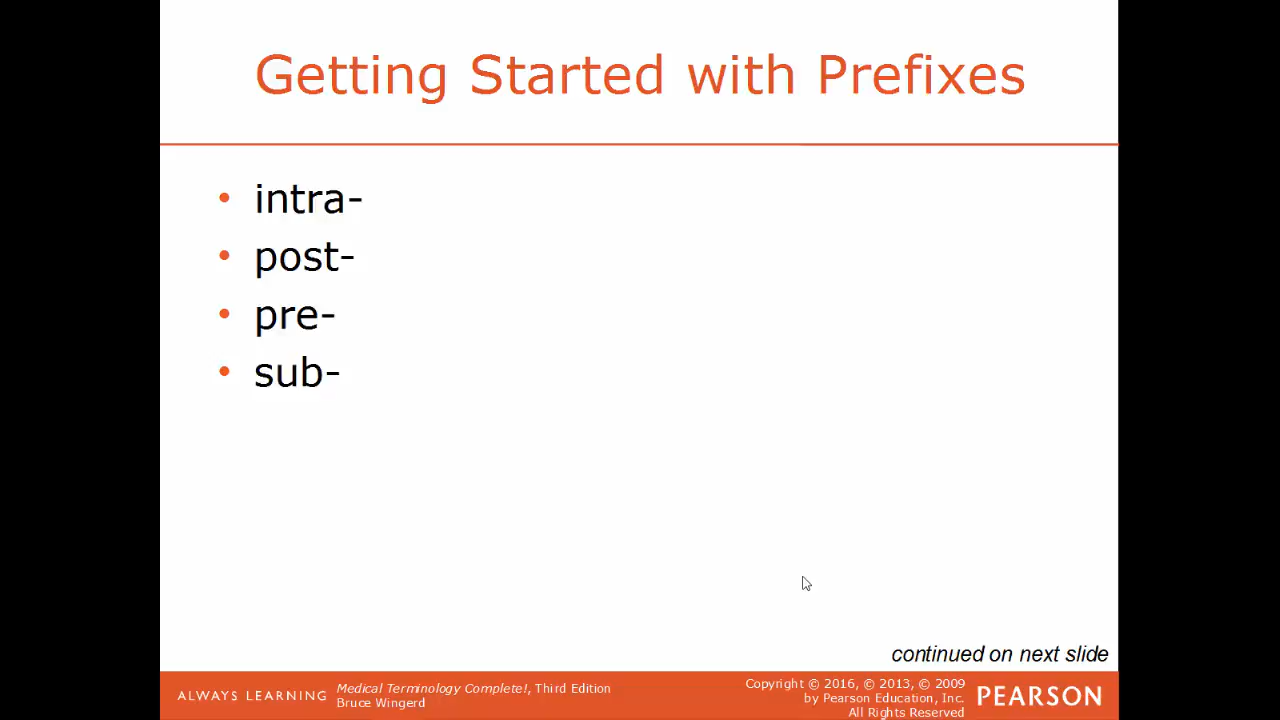 Getting Started with Prefixes
• intra-
• post-
• pre-
• sub-
continued on next slide
ALWAYS LEARNING
Medical Terminology Complete!, Third Edition
Bruce Wingerd
Copyright © 2016, © 2013, © 2009
by Pearson Education, Inc.
All Rights Reserved
PEARSON